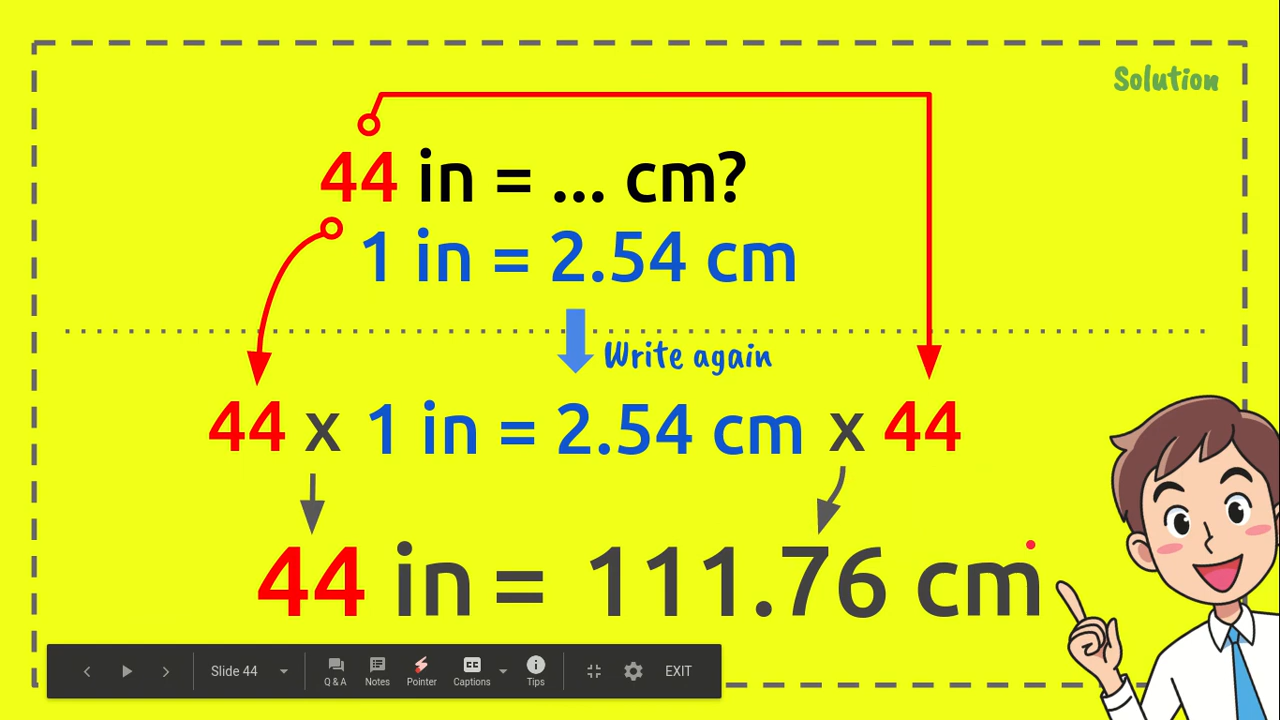 Solution
44 in = ... cm?
1 in = 2.54 cm
Write again
44 x 1 in = 2.54 cm x 44
44 in = 111.76 cm
Slide 44
Q & A Notes Pointer Captions Tips EXIT